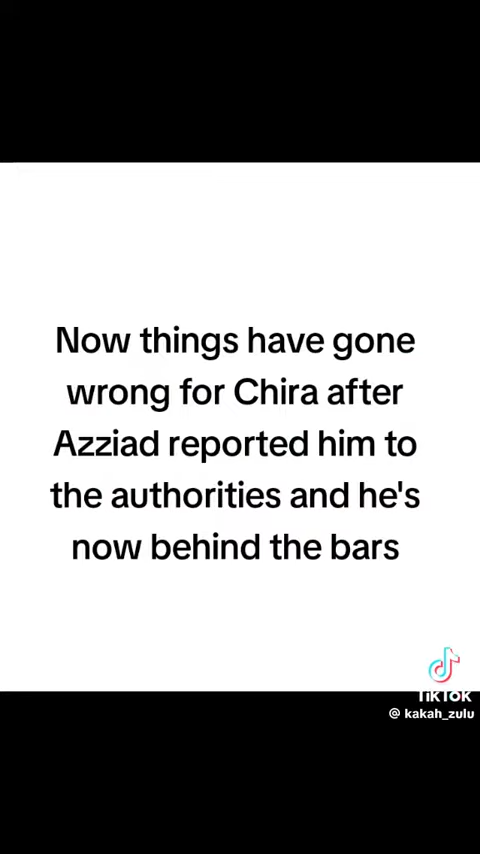 Now things have gone
wrong for Chira after
Azziad reported him to
the authorities and he's
now behind the bars
TikTok
@ kakah_zulu